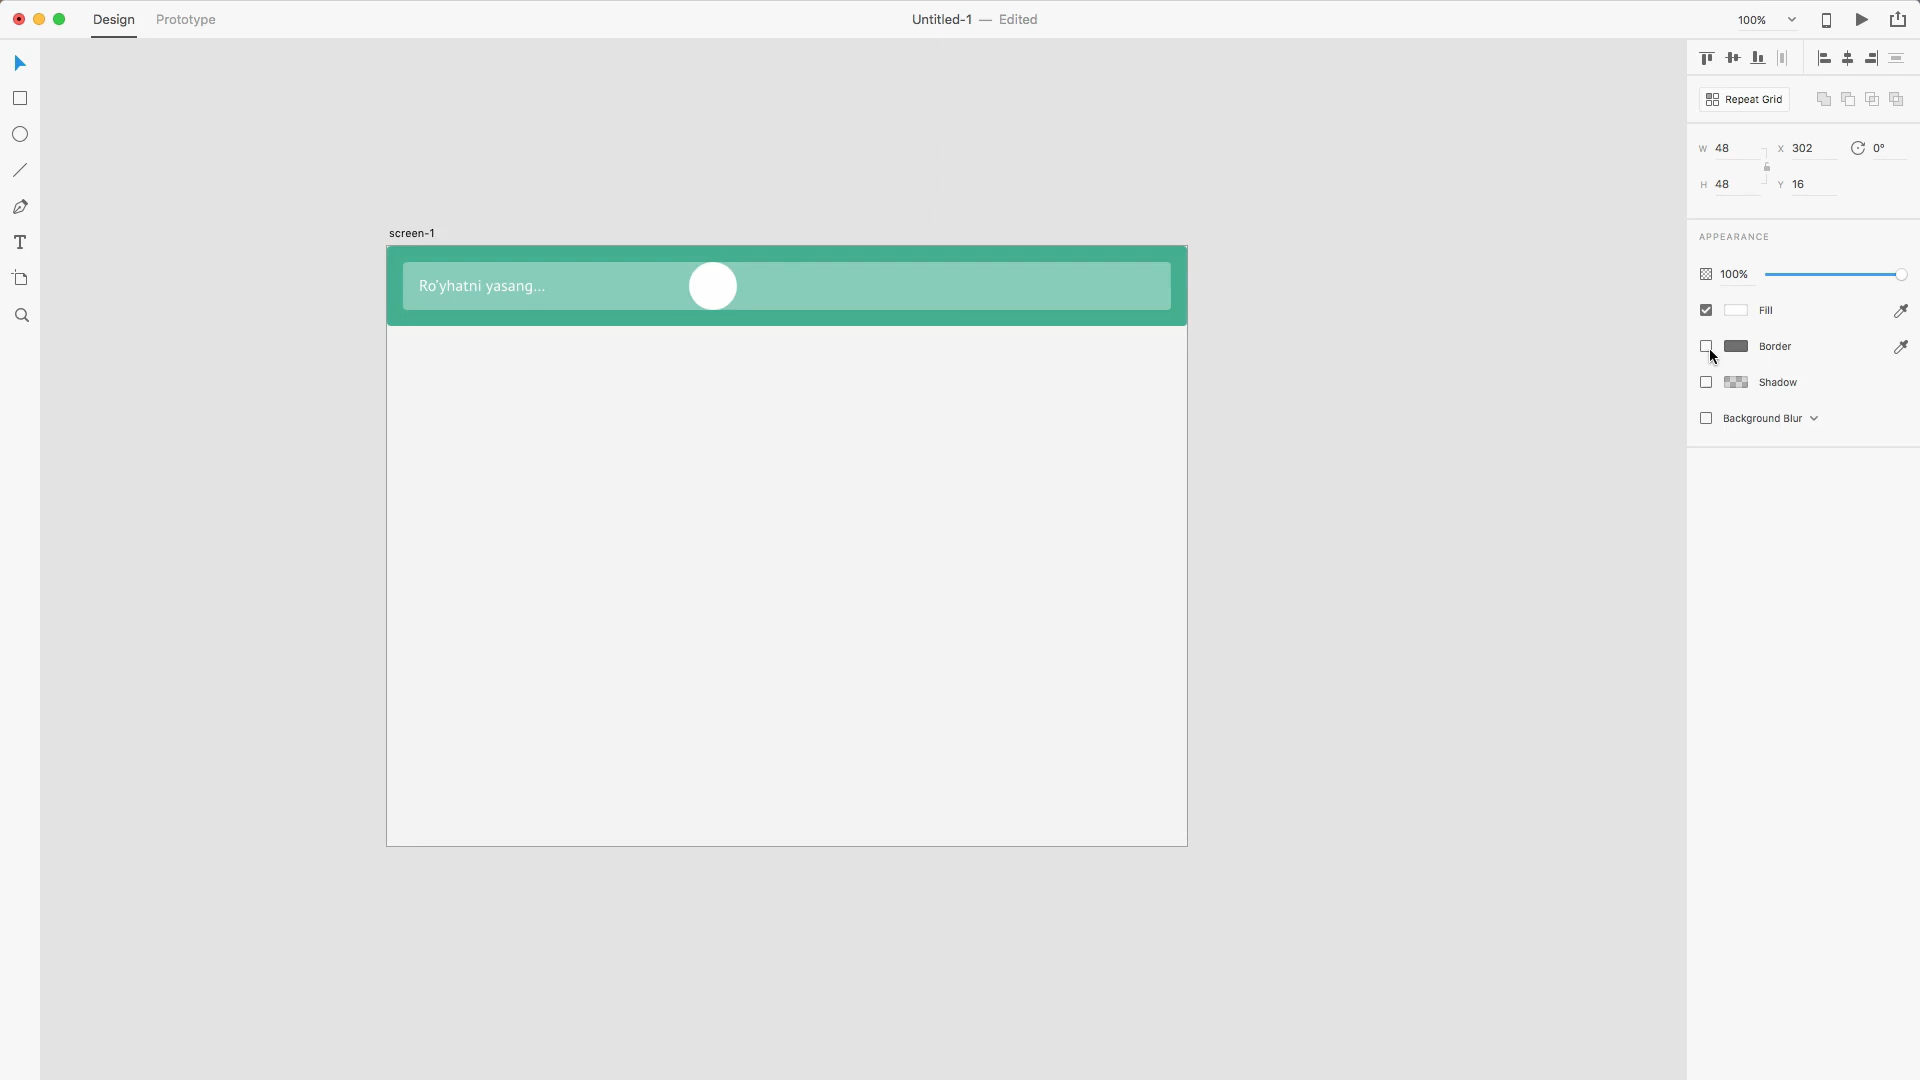 Design Prototype Untitled-1 — Edited 100%
Repeat Grid
W 48 X 302 0°
H 48 Y 16
APPEARANCE
100%
Fill
Border
Shadow
Background Blur
screen-1
Ro'yhatni yasang...